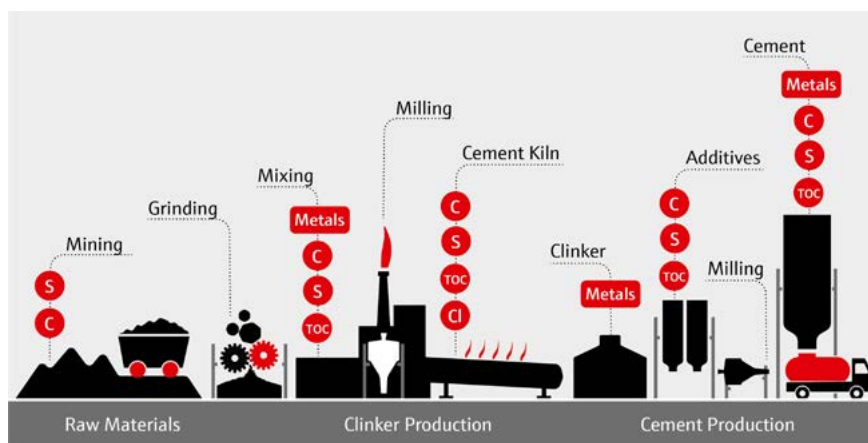 Mining
S
C
Grinding
Mixing
Metals
C
S
TOC
Milling
Cement Kiln
C
S
TOC
Cl
Clinker
Metals
Additives
C
S
TOC
Milling
Cement
Metals
C
S
TOC
Raw Materials
Clinker Production
Cement Production